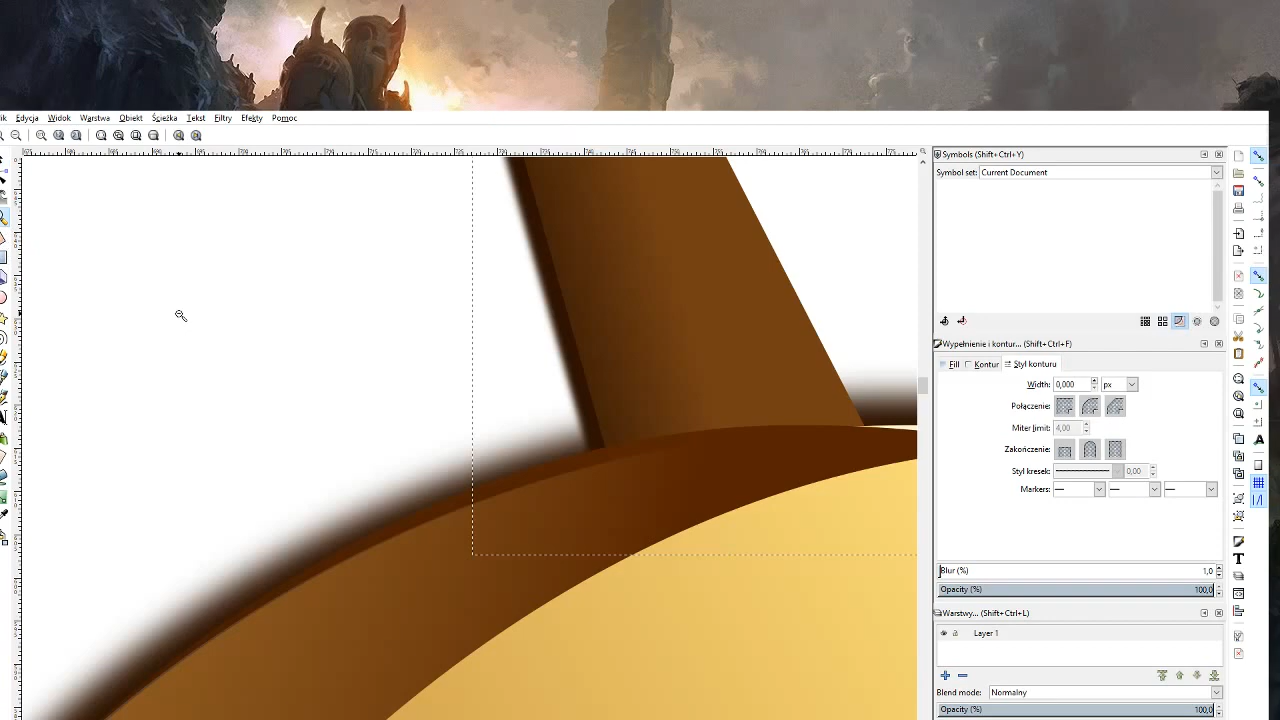 lik Edycja Widok Warstwa Obiekt Ścieżka Tekst Filtry Efekty Pomoc
Symbols (Shift+Ctrl+Y)
Symbol set: Current Document
Wypełnienie i kontur... (Shift+Ctrl+F)
Fill Kontur Styl konturu
Width: 0,000 px
Połączenie:
Miter limit: 4,00
Zakończenie:
Styl kresek: 0,00
Markers:
Blur (%) 1,0
Opacity (%) 100,0
Warstwy... (Shift+Ctrl+L)
Layer 1
Blend mode: Normalny
Opacity (%) 100,0